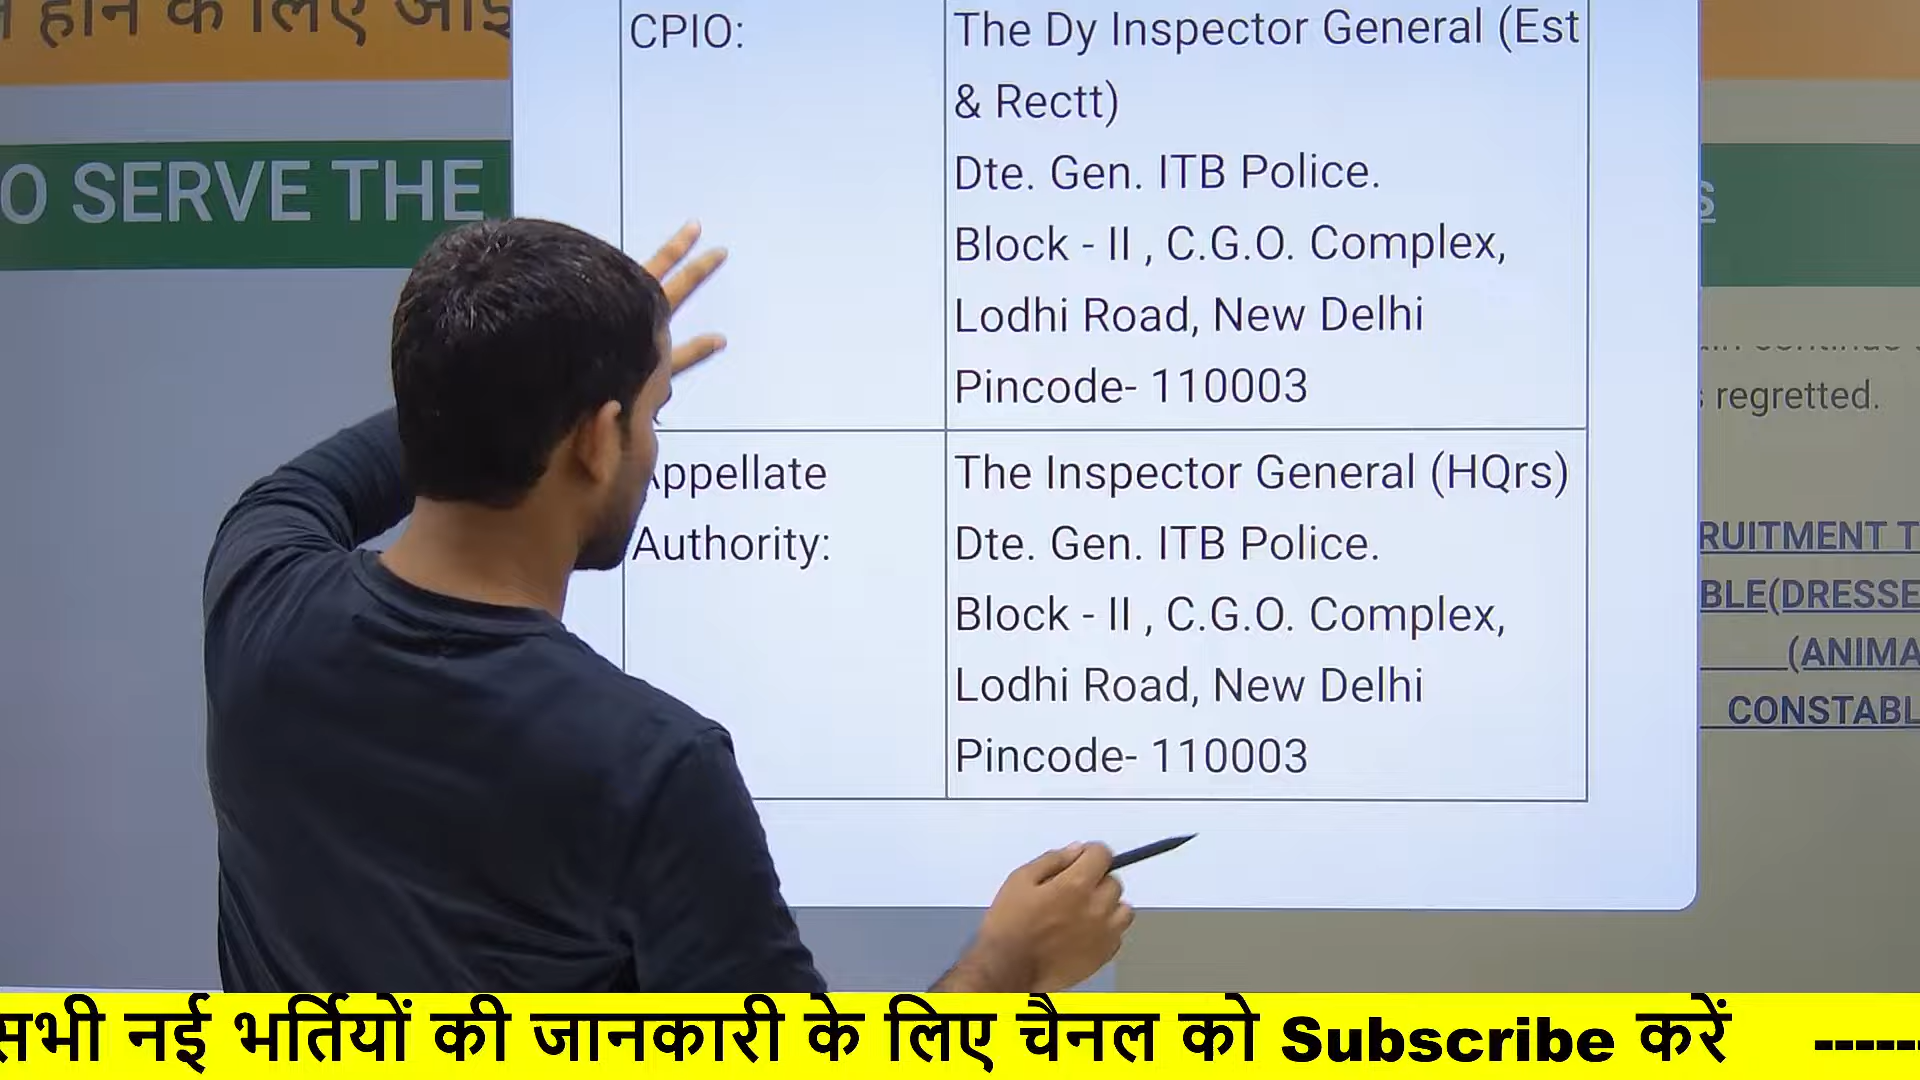 होने के लिए
O SERVE THE
CPIO:
The Dy Inspector General (Est
& Rectt)
Dte. Gen. ITB Police.
Block - II , C.G.O. Complex,
Lodhi Road, New Delhi
Pincode- 110003
Appellate
Authority:
The Inspector General (HQrs)
Dte. Gen. ITB Police.
Block - II , C.G.O. Complex,
Lodhi Road, New Delhi
Pincode- 110003
S
regretted.
RUITMENT T
BLE(DRESSE
(ANIMA
CONSTABL
सभी नई भर्तियों की जानकारी के लिए चैनल को Subscribe करें ------